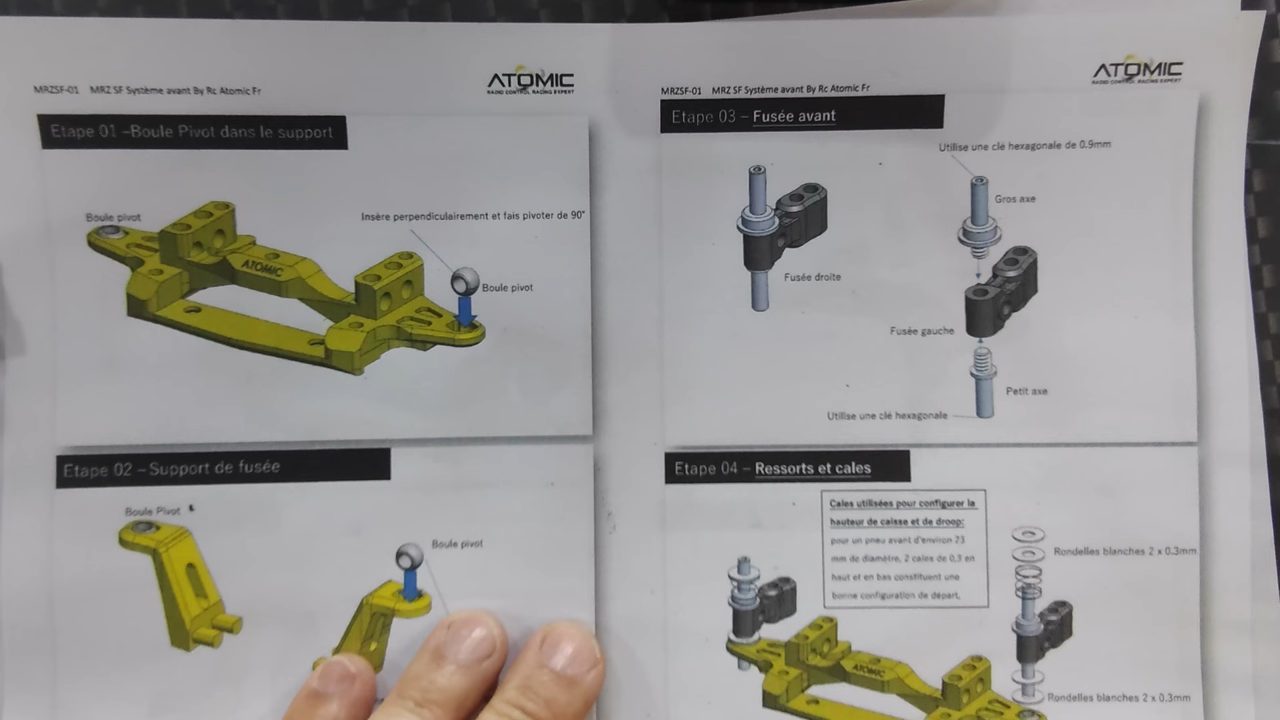 MRZSF-01 MRZ SF Système avant By Rc Atomic Fr
ATOMIC
RADIO CONTROL RACING EXPERT
Etape 01 –Boule Pivot dans le support
Boule pivot
Insère perpendiculairement et fais pivoter de 90°
Boule pivot
ATOMIC
Etape 02 – Support de fusée
Boule Pivot
Boule pivot
MRZSF-01 MRZ SF Système avant By Rc Atomic Fr
ATOMIC
RADIO CONTROL RACING EXPERT
Etape 03 – Fusée avant
Utilise une clé hexagonale de 0.9mm
Gros axe
Fusée droite
Fusée gauche
Petit axe
Utilise une clé hexagonale
Etape 04 – Ressorts et cales
Cales utilisées pour configurer la
hauteur de caisse et de droop:
pour un pneu avant d'environ 23
mm de diamètre, 2 cales de 0,3 en
haut et en bas constituent une
bonne configuration de départ.
Rondelles blanches 2 x 0.3mm
ATOMIC
Rondelles blanches 2 x 0.3mm